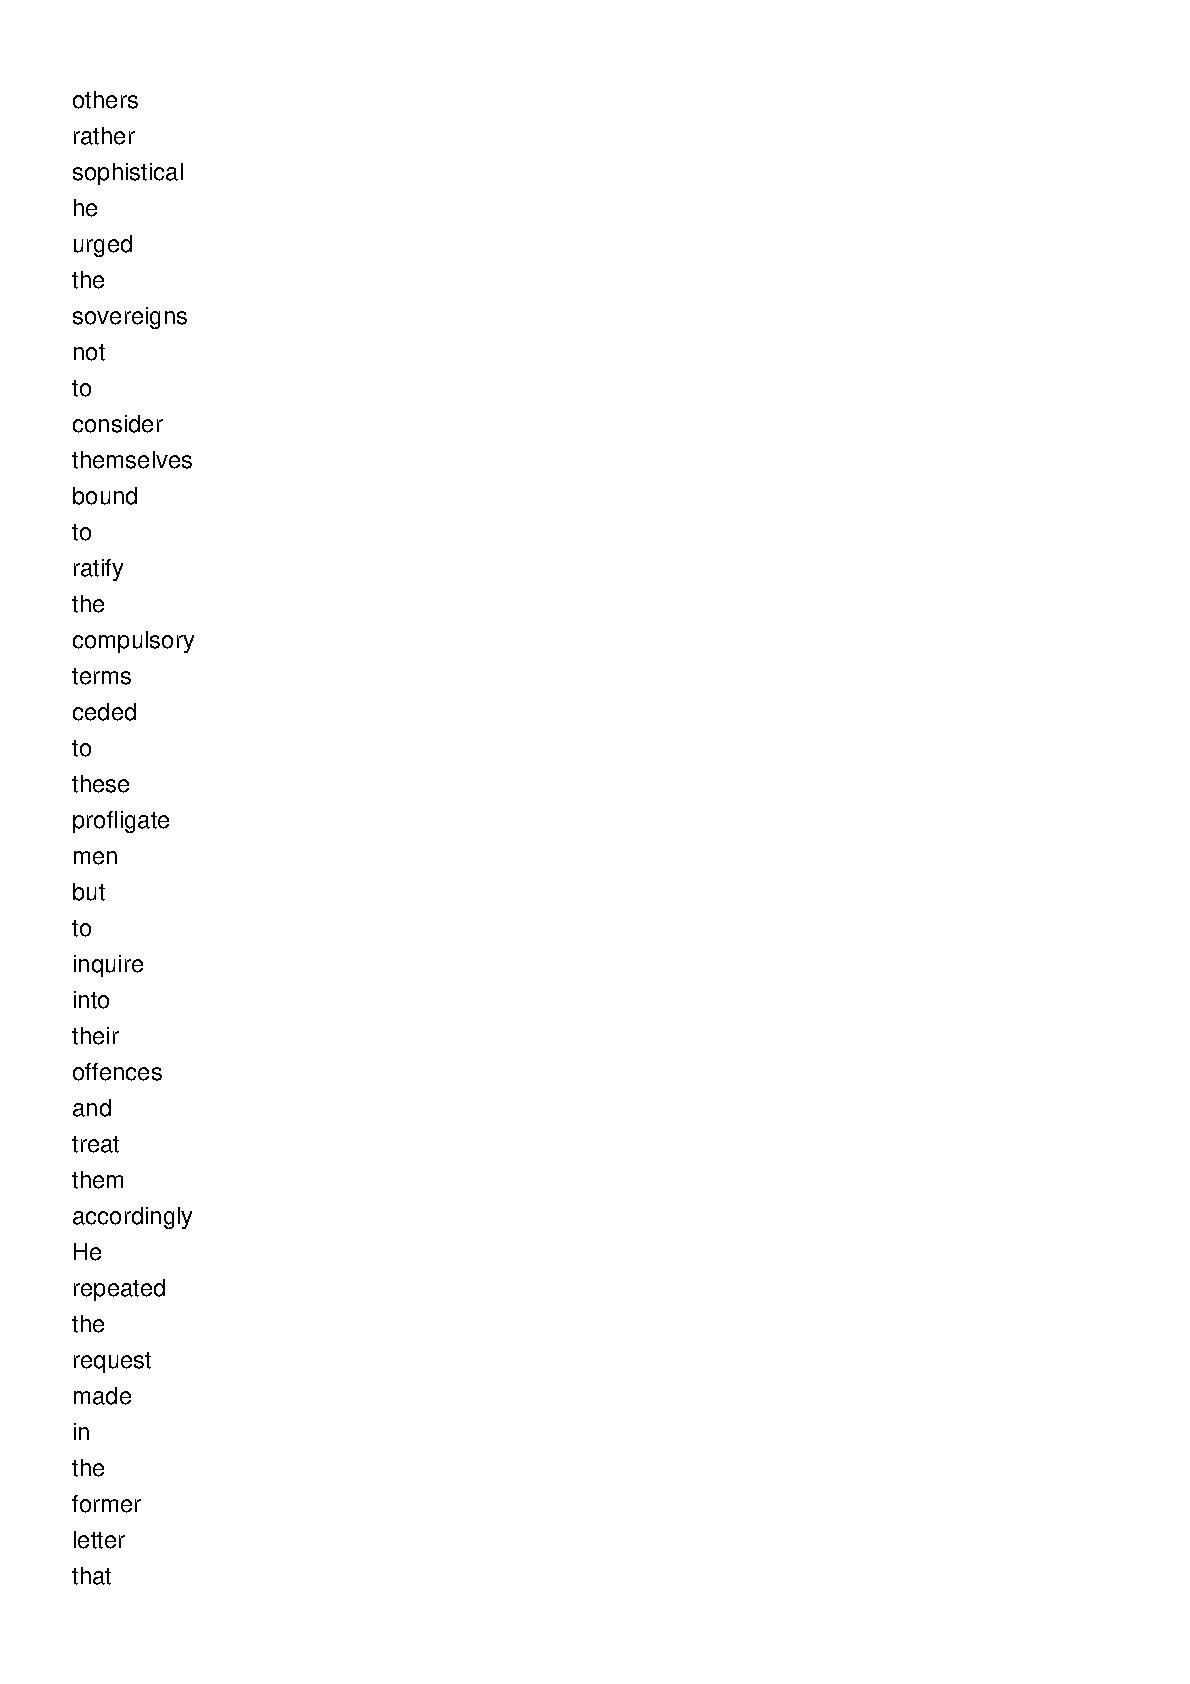 others
rather
sophistical
he
urged
the
sovereigns
not
to
consider
themselves
bound
to
ratify
the
compulsory
terms
ceded
to
these
profligate
men
but
to
inquire
into
their
offences
and
treat
them
accordingly
He
repeated
the
request
made
in
the
former
letter
that